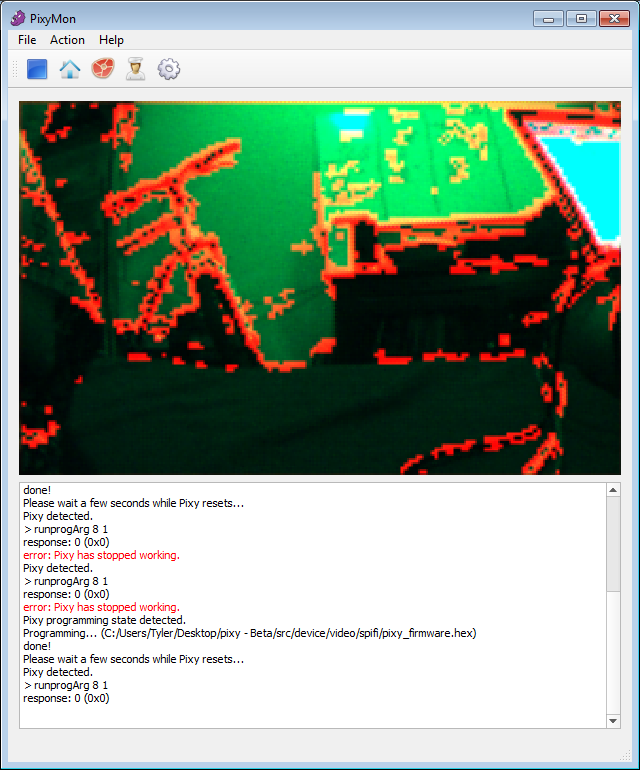 PixyMon
File Action Help
done!
Please wait a few seconds while Pixy resets...
Pixy detected.
> runprogArg 8 1
response: 0 (0x0)
error: Pixy has stopped working.
Pixy detected.
> runprogArg 8 1
response: 0 (0x0)
error: Pixy has stopped working.
Pixy programming state detected.
Programming... (C:/Users/Tyler/Desktop/pixy - Beta/src/device/video/spifi/pixy_firmware.hex)
done!
Please wait a few seconds while Pixy resets...
Pixy detected.
> runprogArg 8 1
response: 0 (0x0)